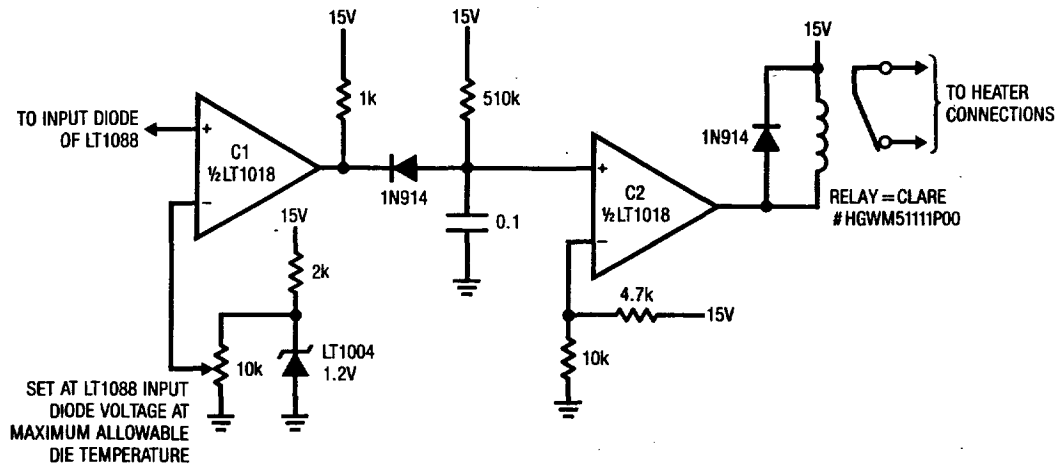 15V
15V
15V
1k
510k
TO INPUT DIODE
OF LT1088
+
C1
½LT1018
−
1N914
0.1
+
C2
½LT1018
−
1N914
TO HEATER
CONNECTIONS
RELAY = CLARE
#HGWM51111P00
15V
2k
10k
LT1004
1.2V
4.7k
15V
10k
SET AT LT1088 INPUT
DIODE VOLTAGE AT
MAXIMUM ALLOWABLE
DIE TEMPERATURE